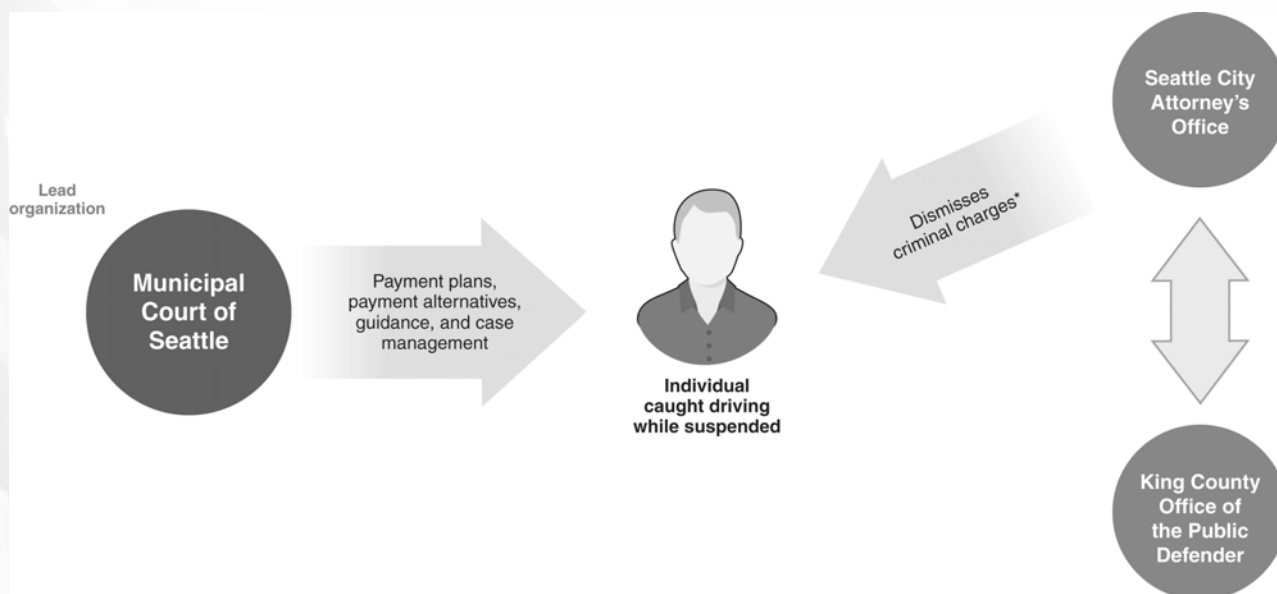 Lead
organization
Municipal
Court of
Seattle
Payment plans,
payment alternatives,
guidance, and case
management
Individual
caught driving
while suspended
Dismisses
criminal charges*
Seattle City
Attorney's
Office
King County
Office of
the Public
Defender